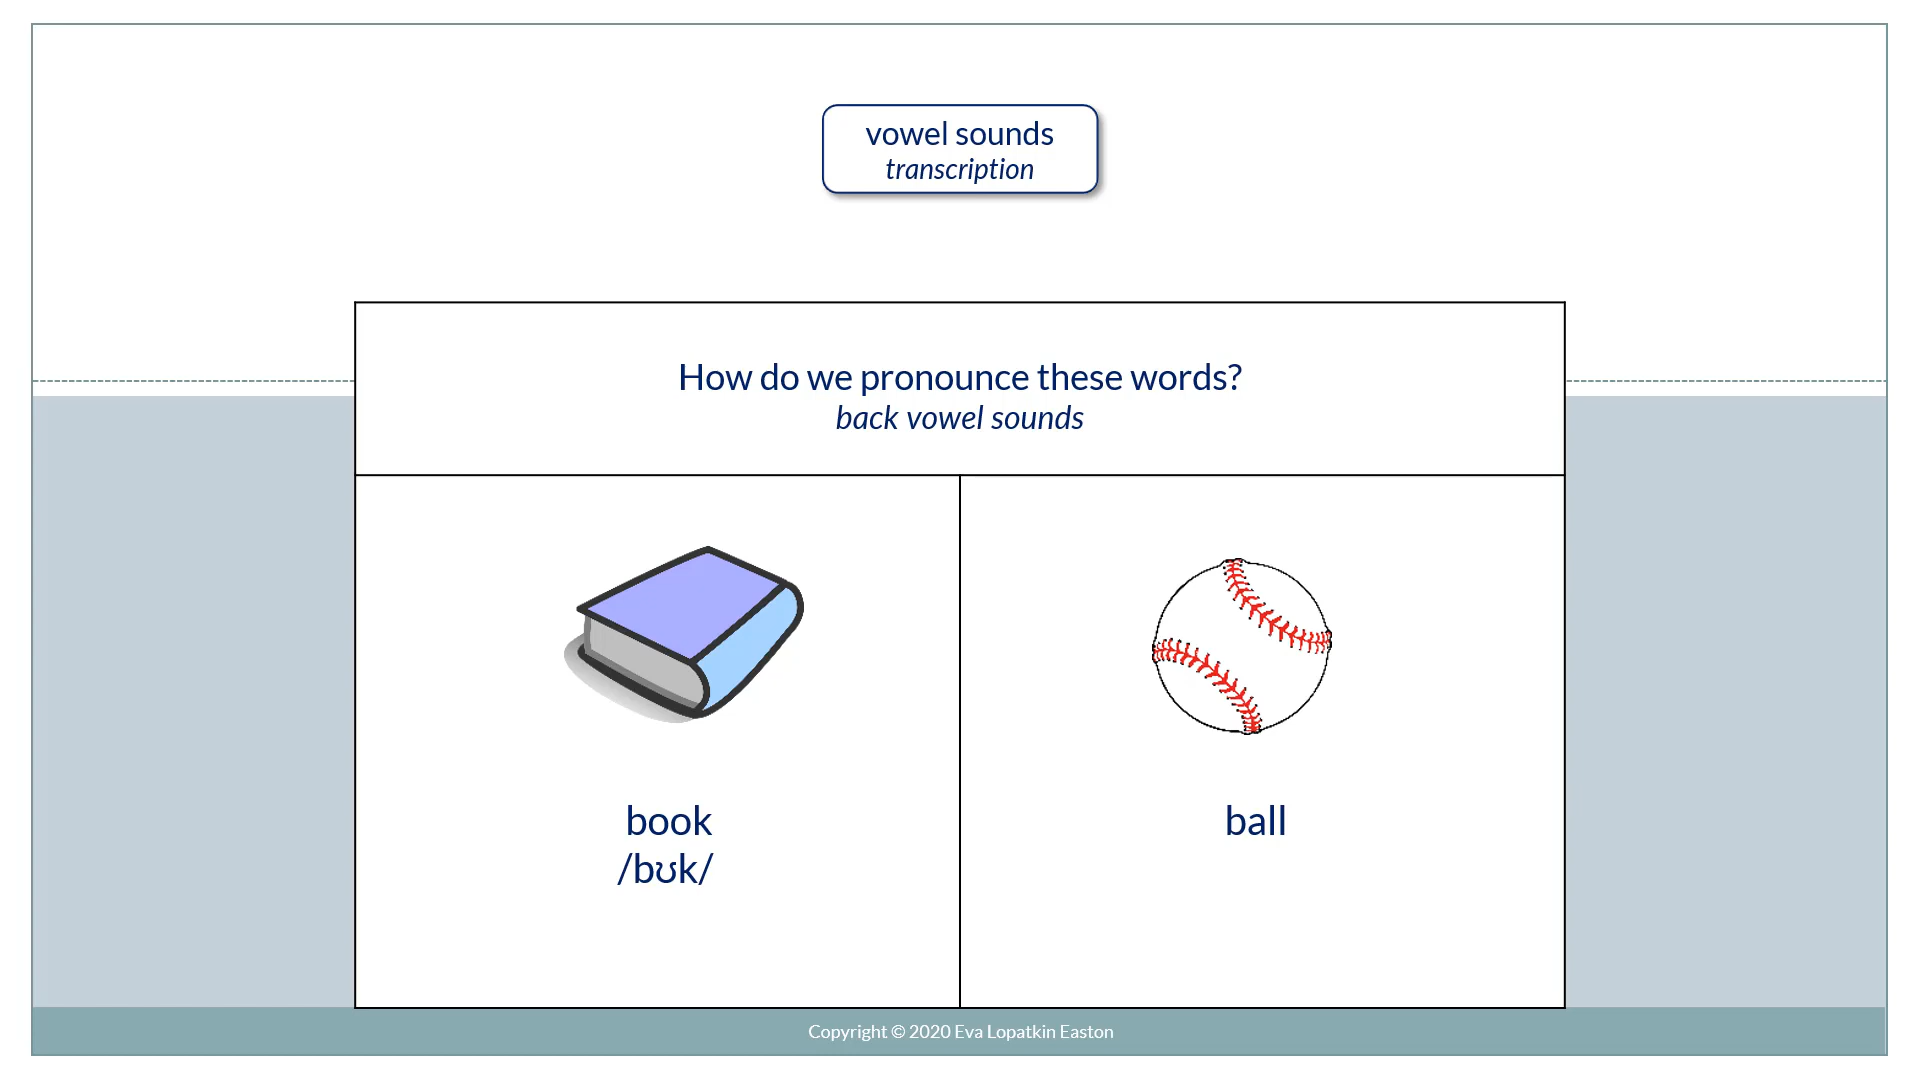 vowel sounds
transcription
How do we pronounce these words?
back vowel sounds
book
/bʊk/
ball
Copyright © 2020 Eva Lopatkin Easton